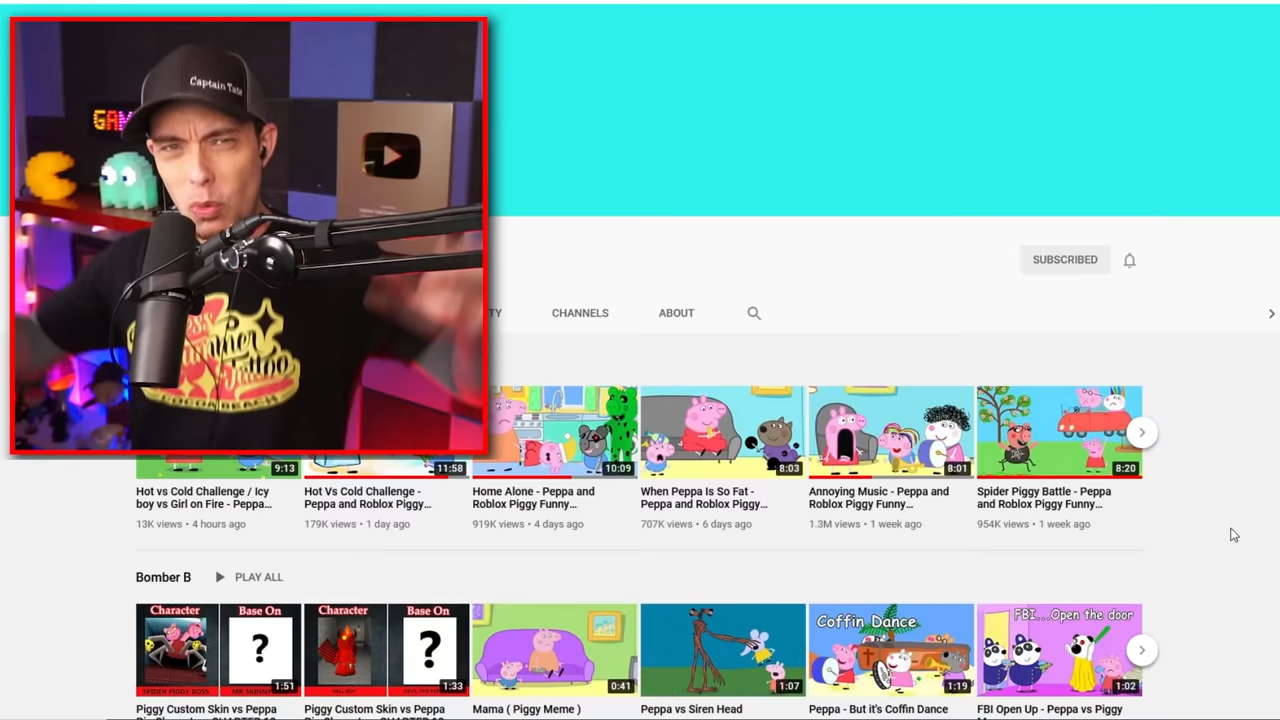 Captain Tate
GAM
TY
CHANNELS
ABOUT
SUBSCRIBED
Tattoo
COCOA BEACH
9:13
11:58
10:09
8:03
8:01
8:20
Hot vs Cold Challenge / Icy
boy vs Girl on Fire - Peppa...
13K views • 4 hours ago
Hot Vs Cold Challenge -
Peppa and Roblox Piggy...
179K views • 1 day ago
Home Alone - Peppa and
Roblox Piggy Funny...
919K views • 4 days ago
When Peppa Is So Fat -
Peppa and Roblox Piggy...
707K views • 6 days ago
Annoying Music - Peppa and
Roblox Piggy Funny...
1.3M views • 1 week ago
Spider Piggy Battle - Peppa
and Roblox Piggy Funny...
954K views • 1 week ago
Bomber B
PLAY ALL
Character
Base On
?
SPIDER PIGGY BOSS
MR SKINNY
1:51
Character
Base On
?
1:33
0:41
1:07
Coffin Dance
1:19
FBI...Open the door
1:02
Piggy Custom Skin vs Peppa
Piggy Custom Skin vs Peppa
Mama ( Piggy Meme )
Peppa vs Siren Head
Peppa - But it's Coffin Dance
FBI Open Up - Peppa vs Piggy